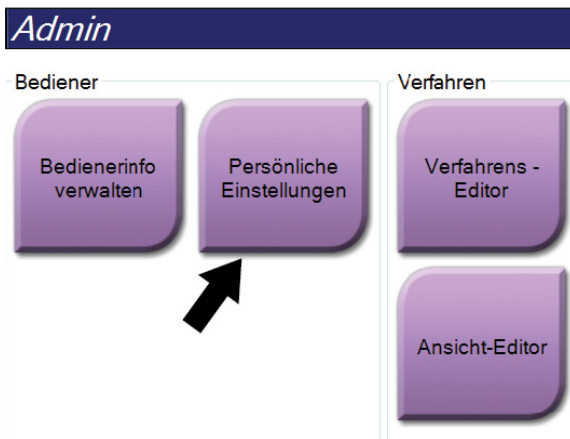 Admin
Bediener
Verfahren
Bedienerinfo
verwalten
Persönliche
Einstellungen
Verfahrens -
Editor
Ansicht-Editor